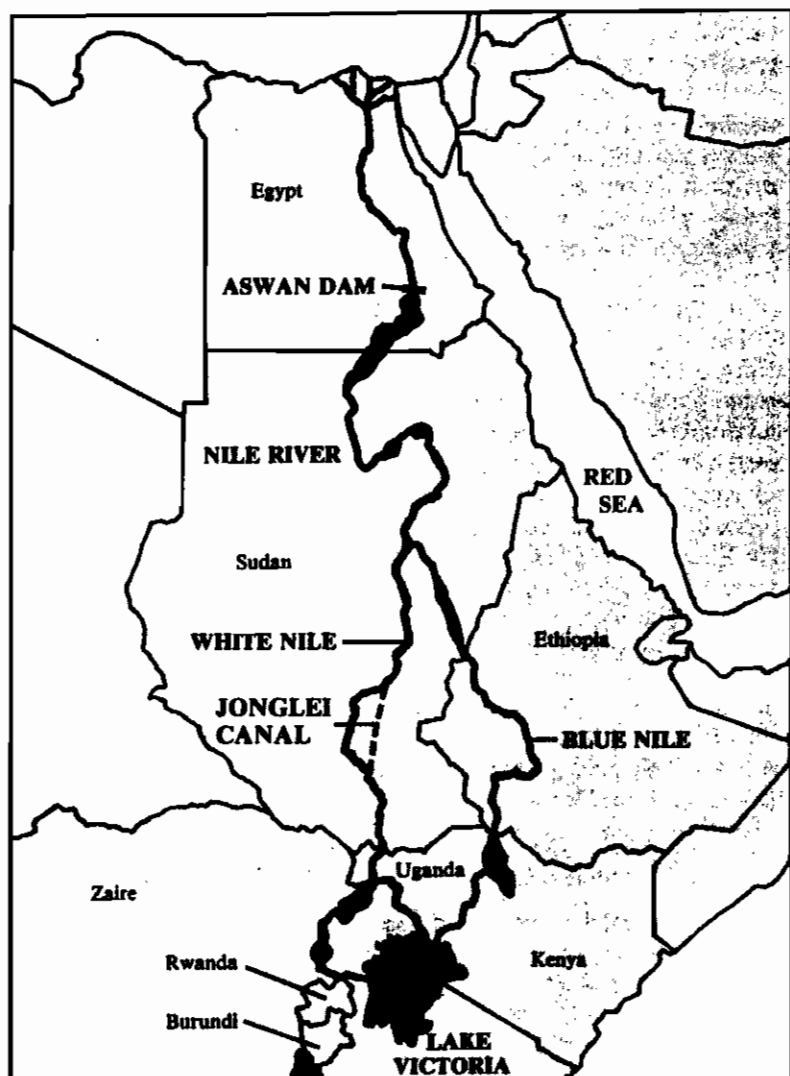 Egypt
ASWAN DAM
NILE RIVER
RED
SEA
Sudan
Ethiopia
WHITE NILE
JONGLEI
CANAL
BLUE NILE
Uganda
Zaire
Kenya
Rwanda
Burundi
LAKE
VICTORIA